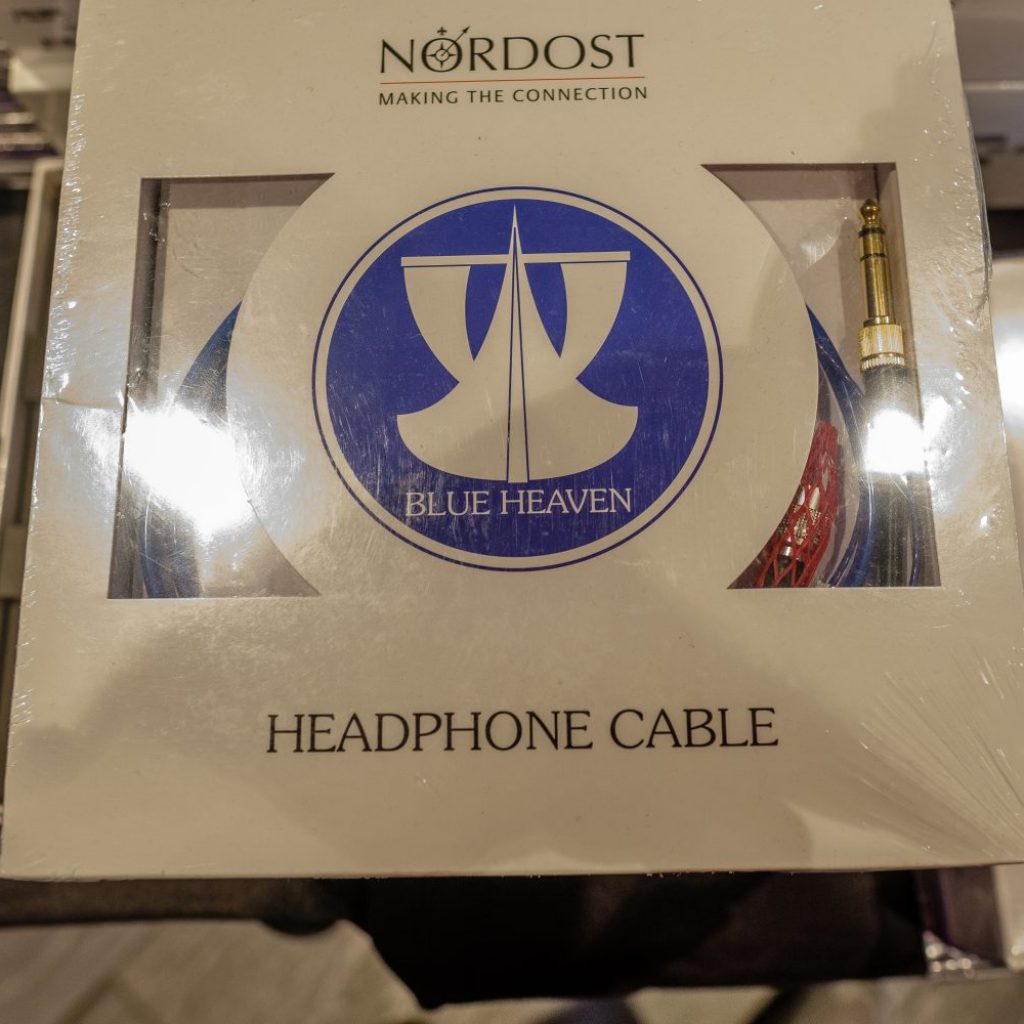 NORDOST
MAKING THE CONNECTION
BLUE HEAVEN
HEADPHONE CABLE